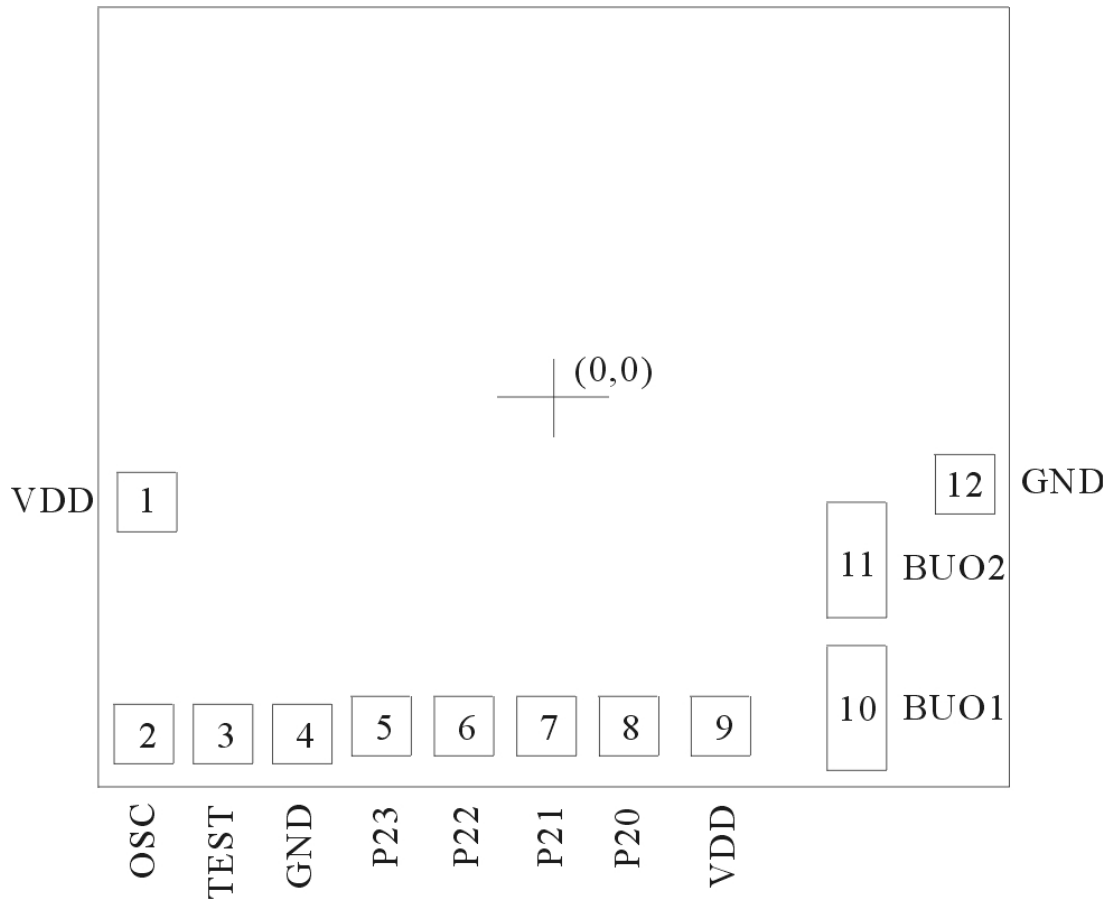 (0,0)
VDD 1
12 GND
11 BUO2
10 BUO1
2 3 4 5 6 7 8 9
OSC
TEST
GND
P23
P22
P21
P20
VDD